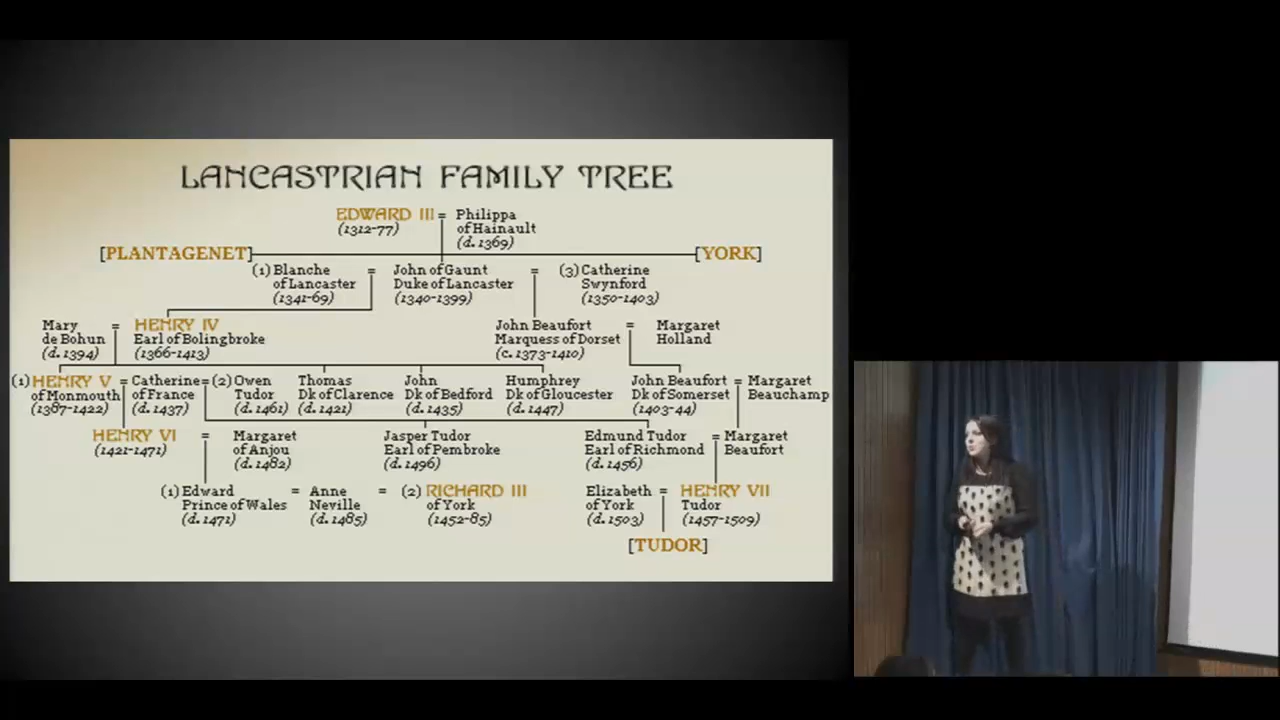 LANCASTRIAN FAMILY TREE
EDWARD III = Philippa
(1312-77) of Hainault
(d. 1369)
[PLANTAGENET] [YORK]
(1) Blanche = John of Gaunt = (3) Catherine
of Lancaster Duke of Lancaster Swynford
(1341-69) (1340-1399) (1350-1403)
Mary = HENRY IV John Beaufort = Margaret
de Bohun Earl of Bolingbroke Marquess of Dorset Holland
(d. 1394) (1366-1413) (c. 1373-1410)
(1) HENRY V = Catherine = (2) Owen Thomas John Humphrey John Beaufort = Margaret
of Monmouth of France Tudor Dk of Clarence Dk of Bedford Dk of Gloucester Dk of Somerset Beauchamp
(1387-1422) (d. 1437) (d. 1461) (d. 1421) (d. 1435) (d. 1447) (1403-44)
HENRY VI = Margaret Jasper Tudor Edmund Tudor = Margaret
(1421-1471) of Anjou Earl of Pembroke Earl of Richmond Beaufort
(d. 1482) (d. 1496) (d. 1456)
(1) Edward = Anne = (2) RICHARD III Elizabeth = HENRY VII
Prince of Wales Neville of York of York Tudor
(d. 1471) (d. 1485) (1452-85) (d. 1503) (1457-1509)
[TUDOR]